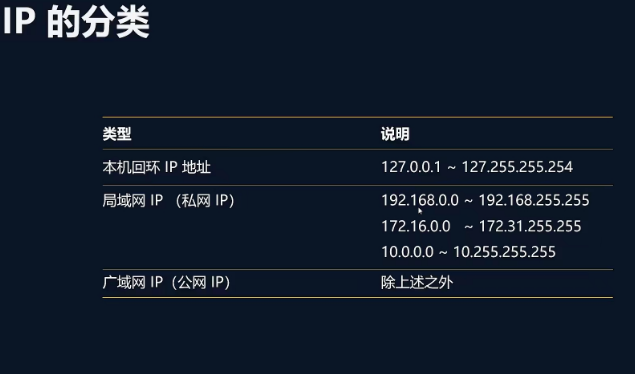 IP 的分类
类型 说明
本机回环 IP 地址 127.0.0.1 ~ 127.255.255.254
局域网 IP （私网 IP） 192.168.0.0 ~ 192.168.255.255
172.16.0.0 ~ 172.31.255.255
10.0.0.0 ~ 10.255.255.255
广域网 IP（公网 IP） 除上述之外